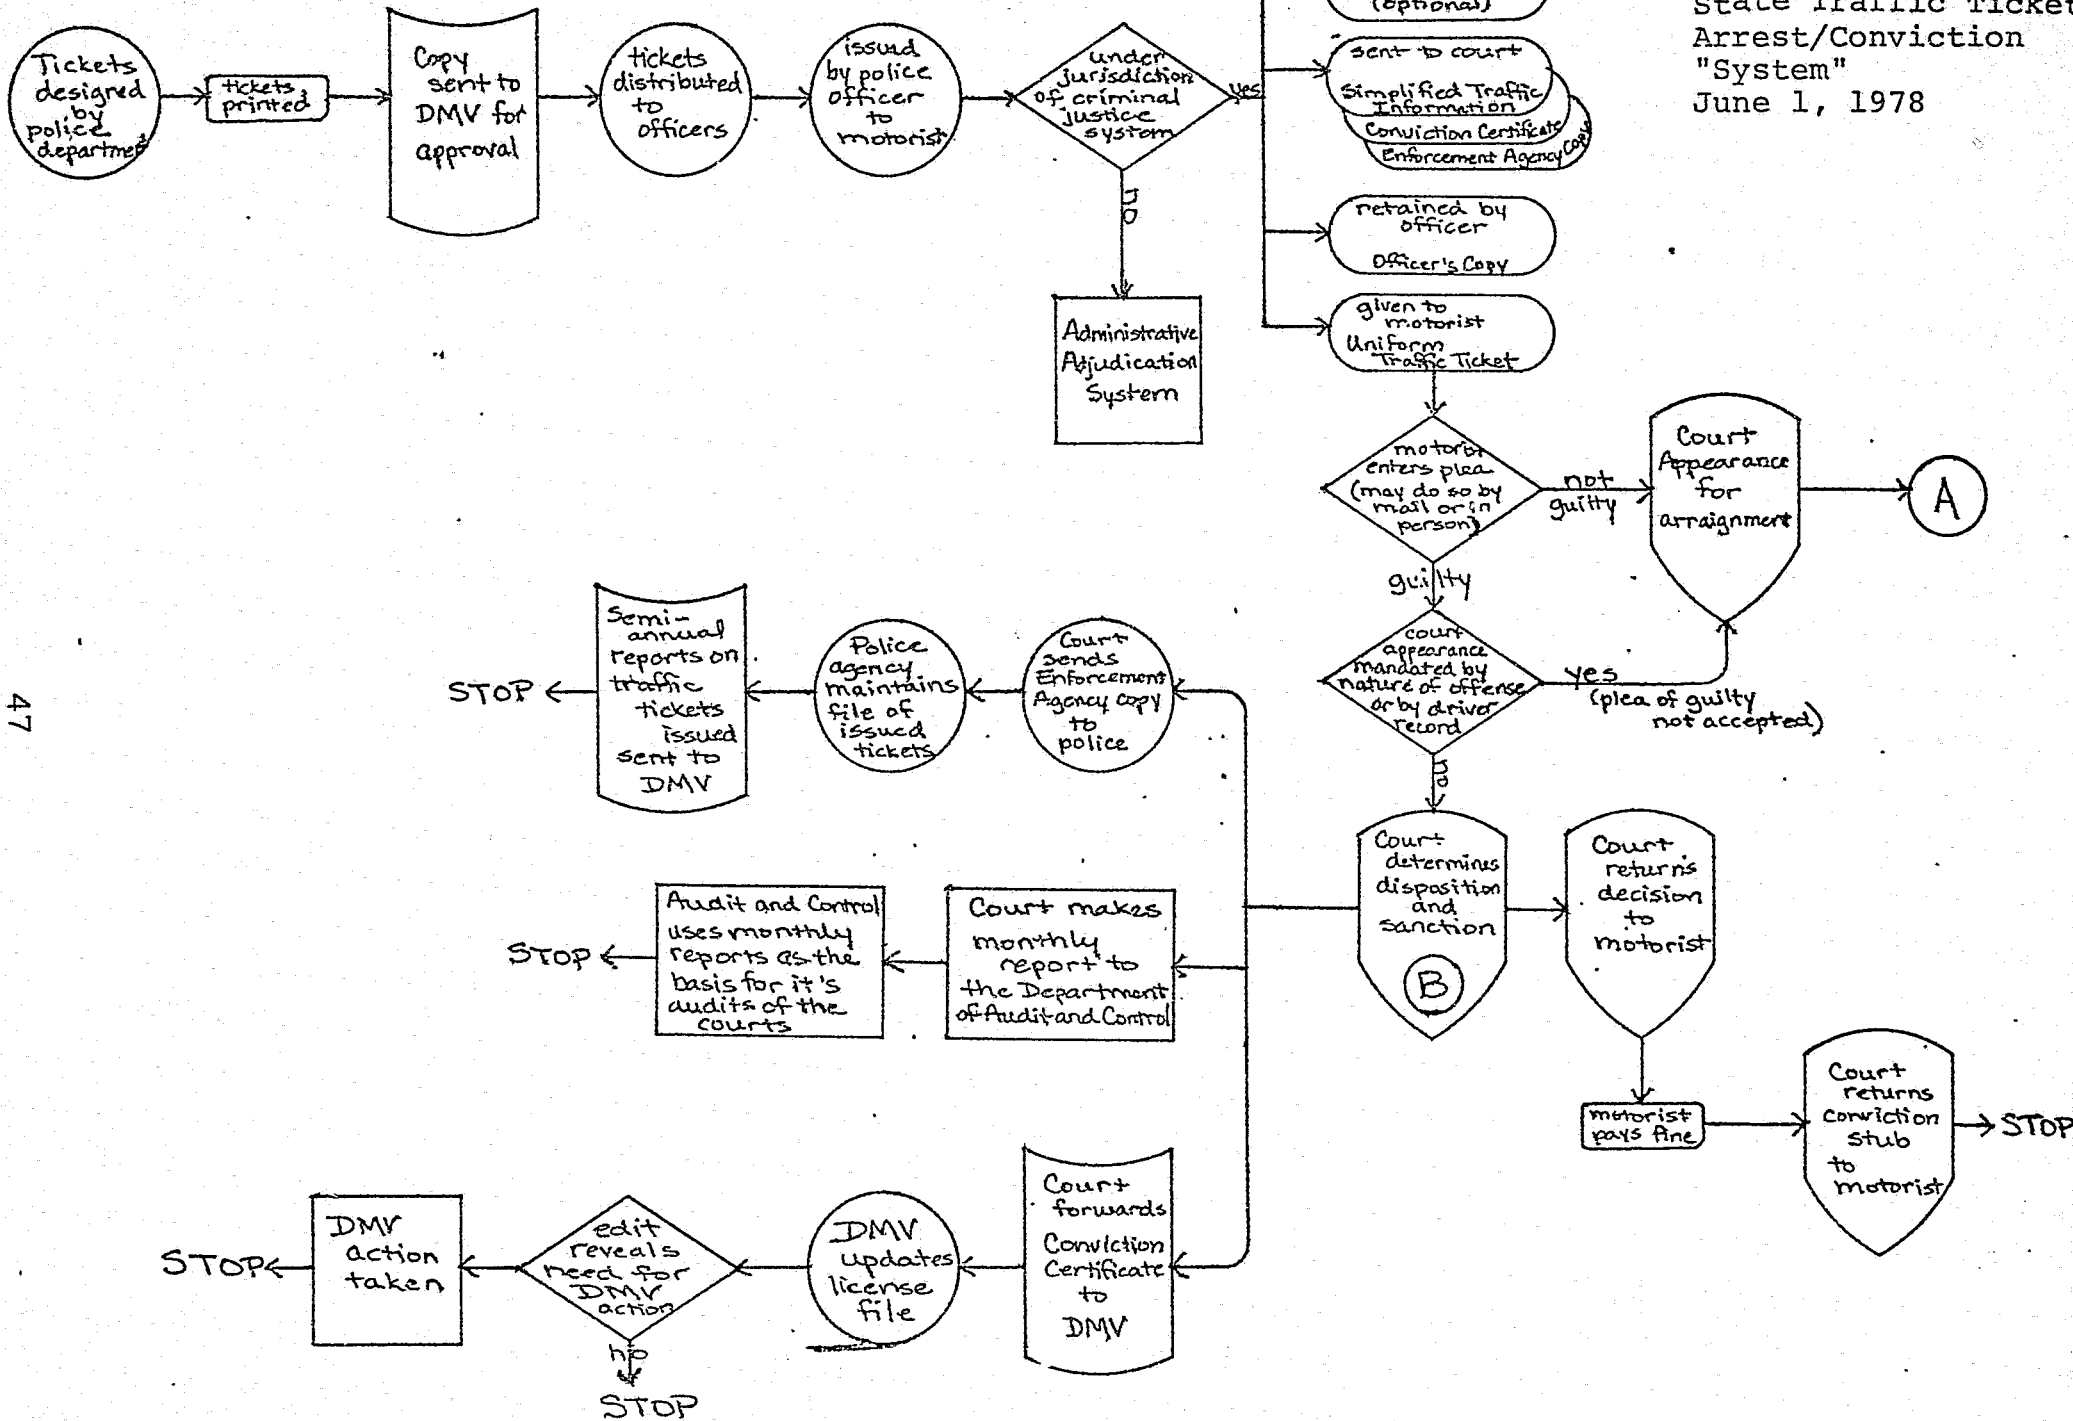 (optional)
State Traffic Ticket
Arrest/Conviction
"System"
June 1, 1978
Tickets
designed
by
police
department
tickets
printed
Copy
sent to
DMV for
approval
tickets
distributed
to
officers
issued
by police
officer
to
motorist
under
jurisdiction
of criminal
justice
system
yes
no
Administrative
Adjudication
System
sent to court
Simplified Traffic
Information
Conviction Certificate
Enforcement Agency Copy
retained by
officer
Officer's Copy
given to
motorist
Uniform
Traffic Ticket
motorist
enters plea
(may do so by
mail or in
person)
not
guilty
Court
Appearance
for
arraignment
A
guilty
court
appearance
mandated by
nature of offense
or by driver
record
yes
(plea of guilty
not accepted)
no
Court
determines
disposition
and
sanction
B
Court
returns
decision
to
motorist
motorist
pays fine
Court
returns
conviction
stub
to
motorist
STOP
Court
sends
Enforcement
Agency copy
to
police
Police
agency
maintains
file of
issued
tickets
Semi-
annual
reports on
traffic
tickets
issued
sent to
DMV
STOP
Court makes
monthly
report to
the Department
of Audit and Control
Audit and Control
uses monthly
reports as the
basis for it's
audits of the
courts
STOP
Court
forwards
Conviction
Certificate
to
DMV
DMV
updates
license
file
edit
reveals
need for
DMV
action
no
STOP
DMV
action
taken
STOP
47